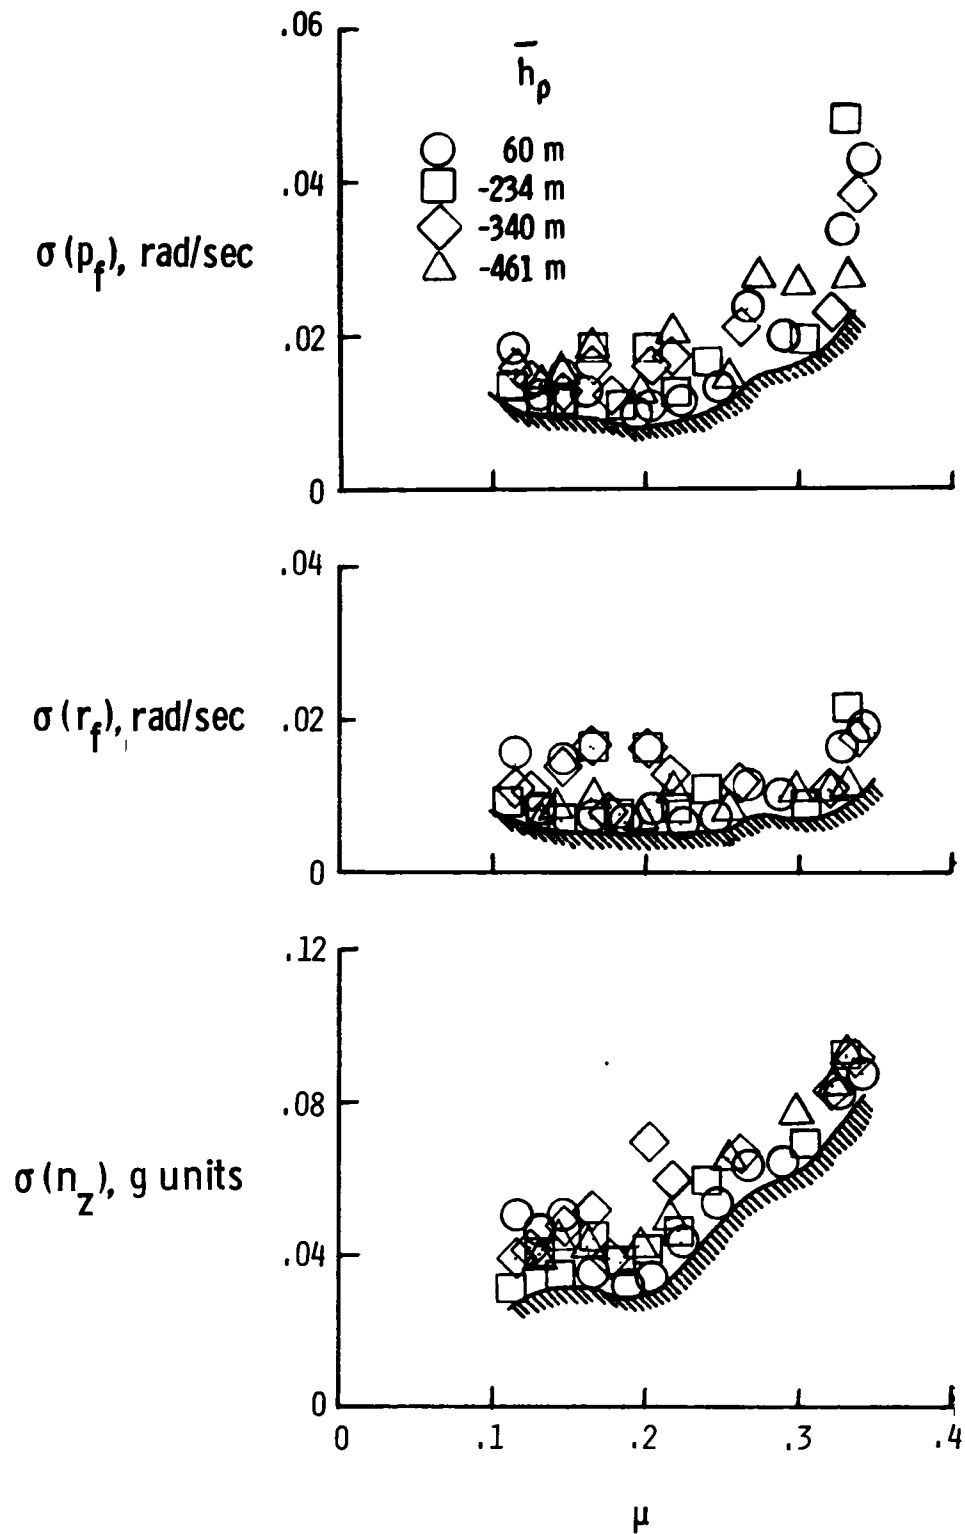 .06
h̄ρ
60 m
-234 m
-340 m
-461 m
.04
σ(pf), rad/sec
.02
0
.04
.02
σ(rf), rad/sec
0
.12
.08
σ(nz), g units
.04
0
0 .1 .2 .3 .4
μ